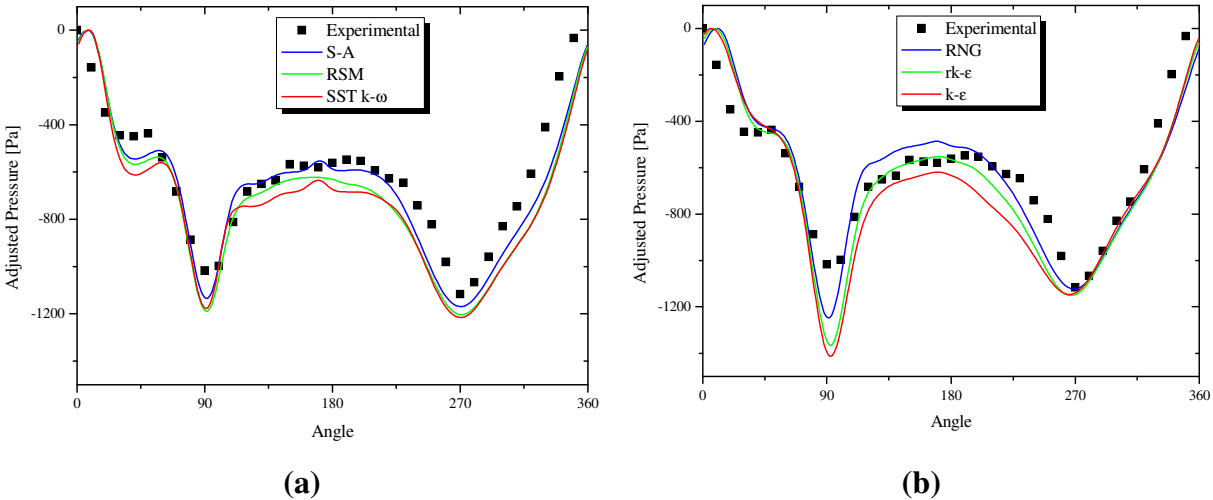 Experimental
S-A
RSM
SST k-ω
0
-400
-800
-1200
Adjusted Pressure [Pa]
0
90
180
270
360
Angle
(a)
Experimental
RNG
rk-ε
k-ε
0
-400
-800
-1200
Adjusted Pressure [Pa]
0
90
180
270
360
Angle
(b)